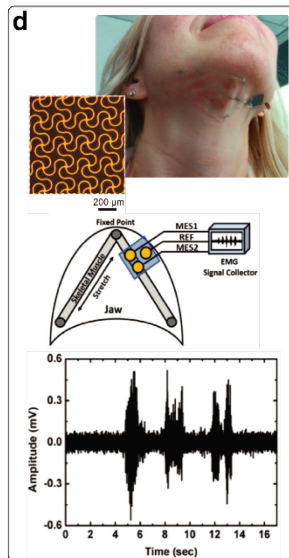 d
200 µm
Fixed Point
MES1
REF
MES2
EMG
Signal Collector
Skeletal Muscle
Stretch
Jaw
Amplitude (mV)
0.6
0.3
0.0
-0.3
-0.6
0 2 4 6 8 10 12 14 16
Time (sec)